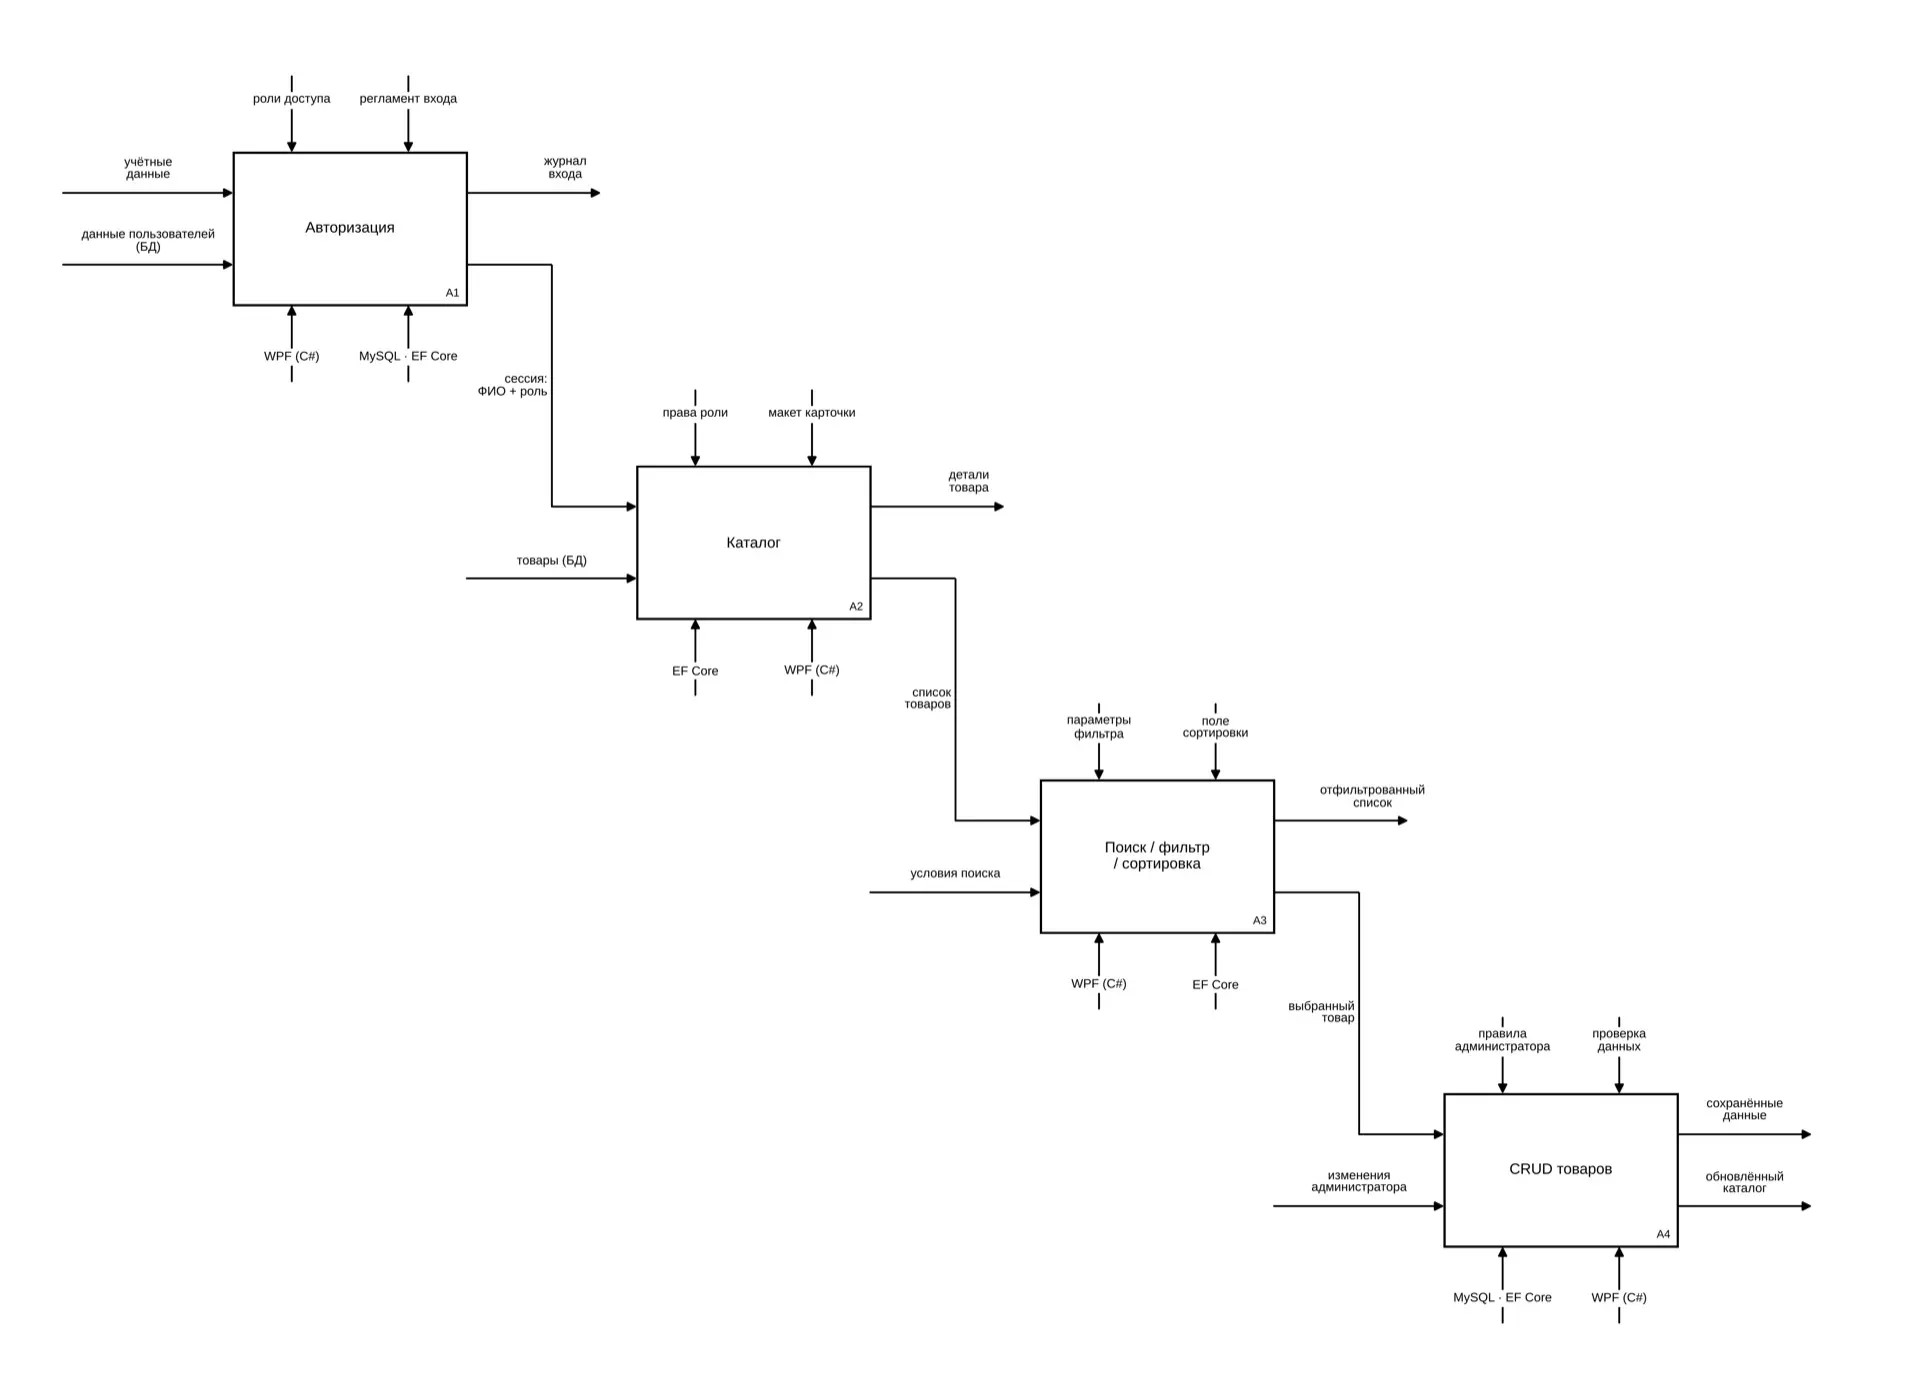 роли доступа
регламент входа
учётные
данные
журнал
входа
данные пользователей
(БД)
Авторизация
A1
WPF (C#)
MySQL · EF Core
сессия:
ФИО + роль
права роли
макет карточки
детали
товара
товары (БД)
Каталог
A2
EF Core
WPF (C#)
список
товаров
параметры
фильтра
поле
сортировки
отфильтрованный
список
условия поиска
Поиск / фильтр
/ сортировка
A3
WPF (C#)
EF Core
выбранный
товар
правила
администратора
проверка
данных
сохранённые
данные
изменения
администратора
CRUD товаров
обновлённый
каталог
A4
MySQL · EF Core
WPF (C#)